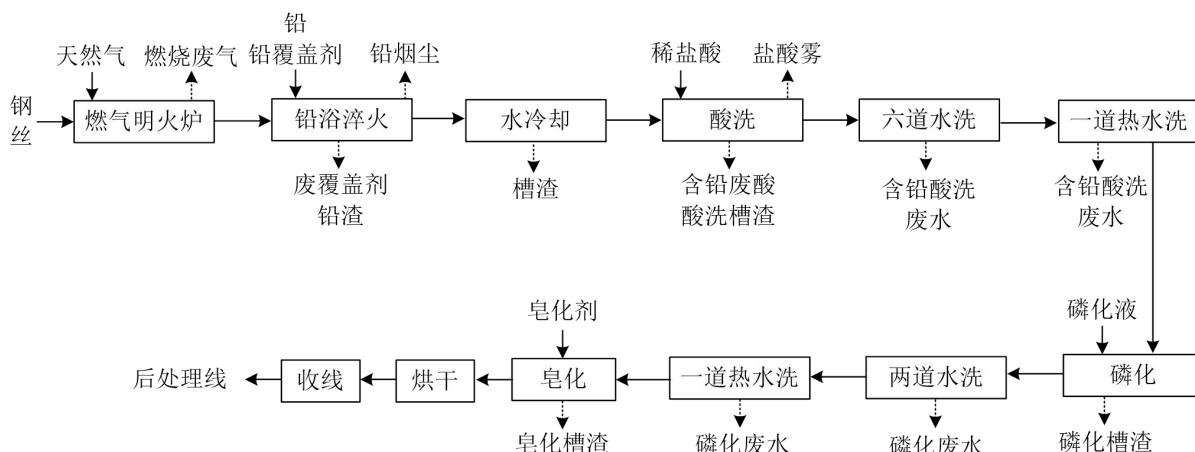 铅
天然气
燃烧废气
铅覆盖剂
铅烟尘
稀盐酸
盐酸雾
钢
丝
燃气明火炉
铅浴淬火
水冷却
酸洗
六道水洗
一道热水洗
废覆盖剂
铅渣
槽渣
含铅废酸
酸洗槽渣
含铅酸洗
废水
含铅酸洗
废水
皂化剂
磷化液
后处理线
收线
烘干
皂化
一道热水洗
两道水洗
磷化
皂化槽渣
磷化废水
磷化废水
磷化槽渣